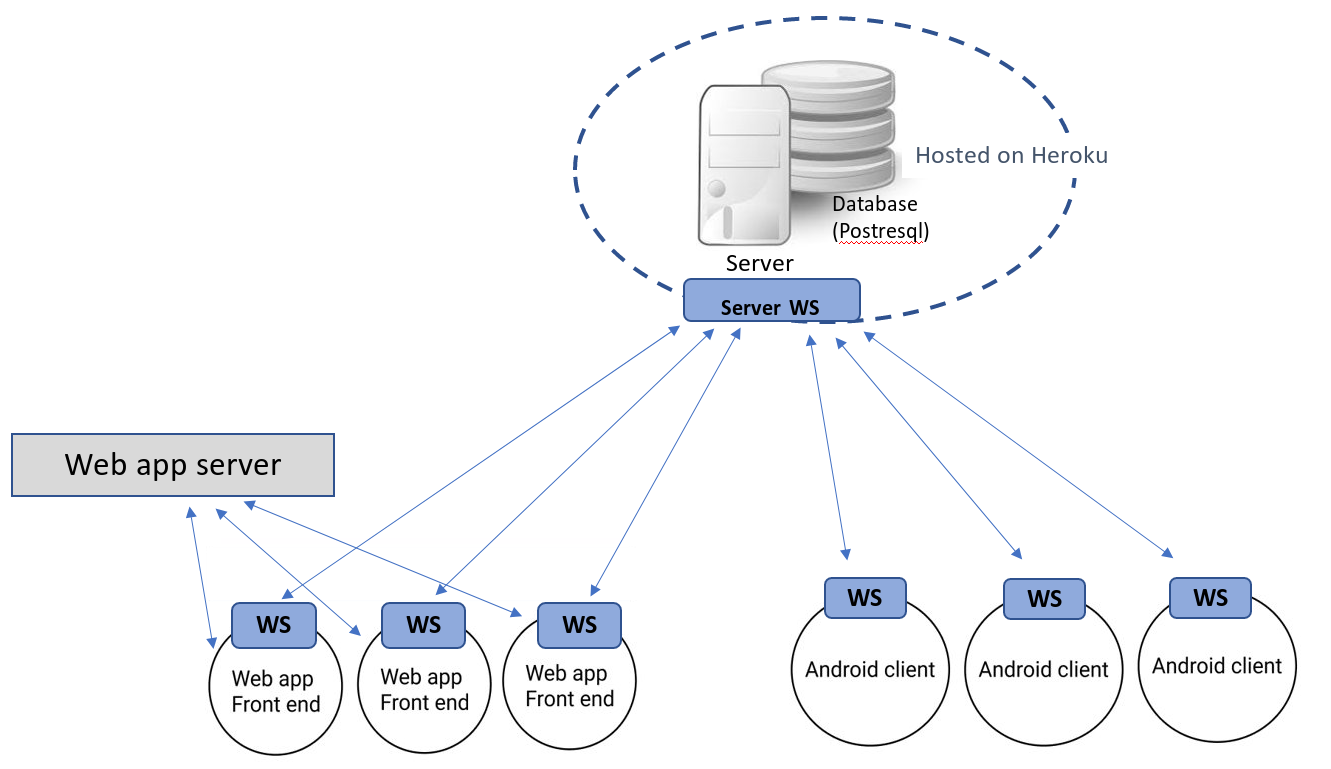 Hosted on Heroku
Database
(Postresql)
Server
Server WS
Web app server
WS
Web app
Front end
WS
Web app
Front end
WS
Web app
Front end
WS
Android client
WS
Android client
WS
Android client